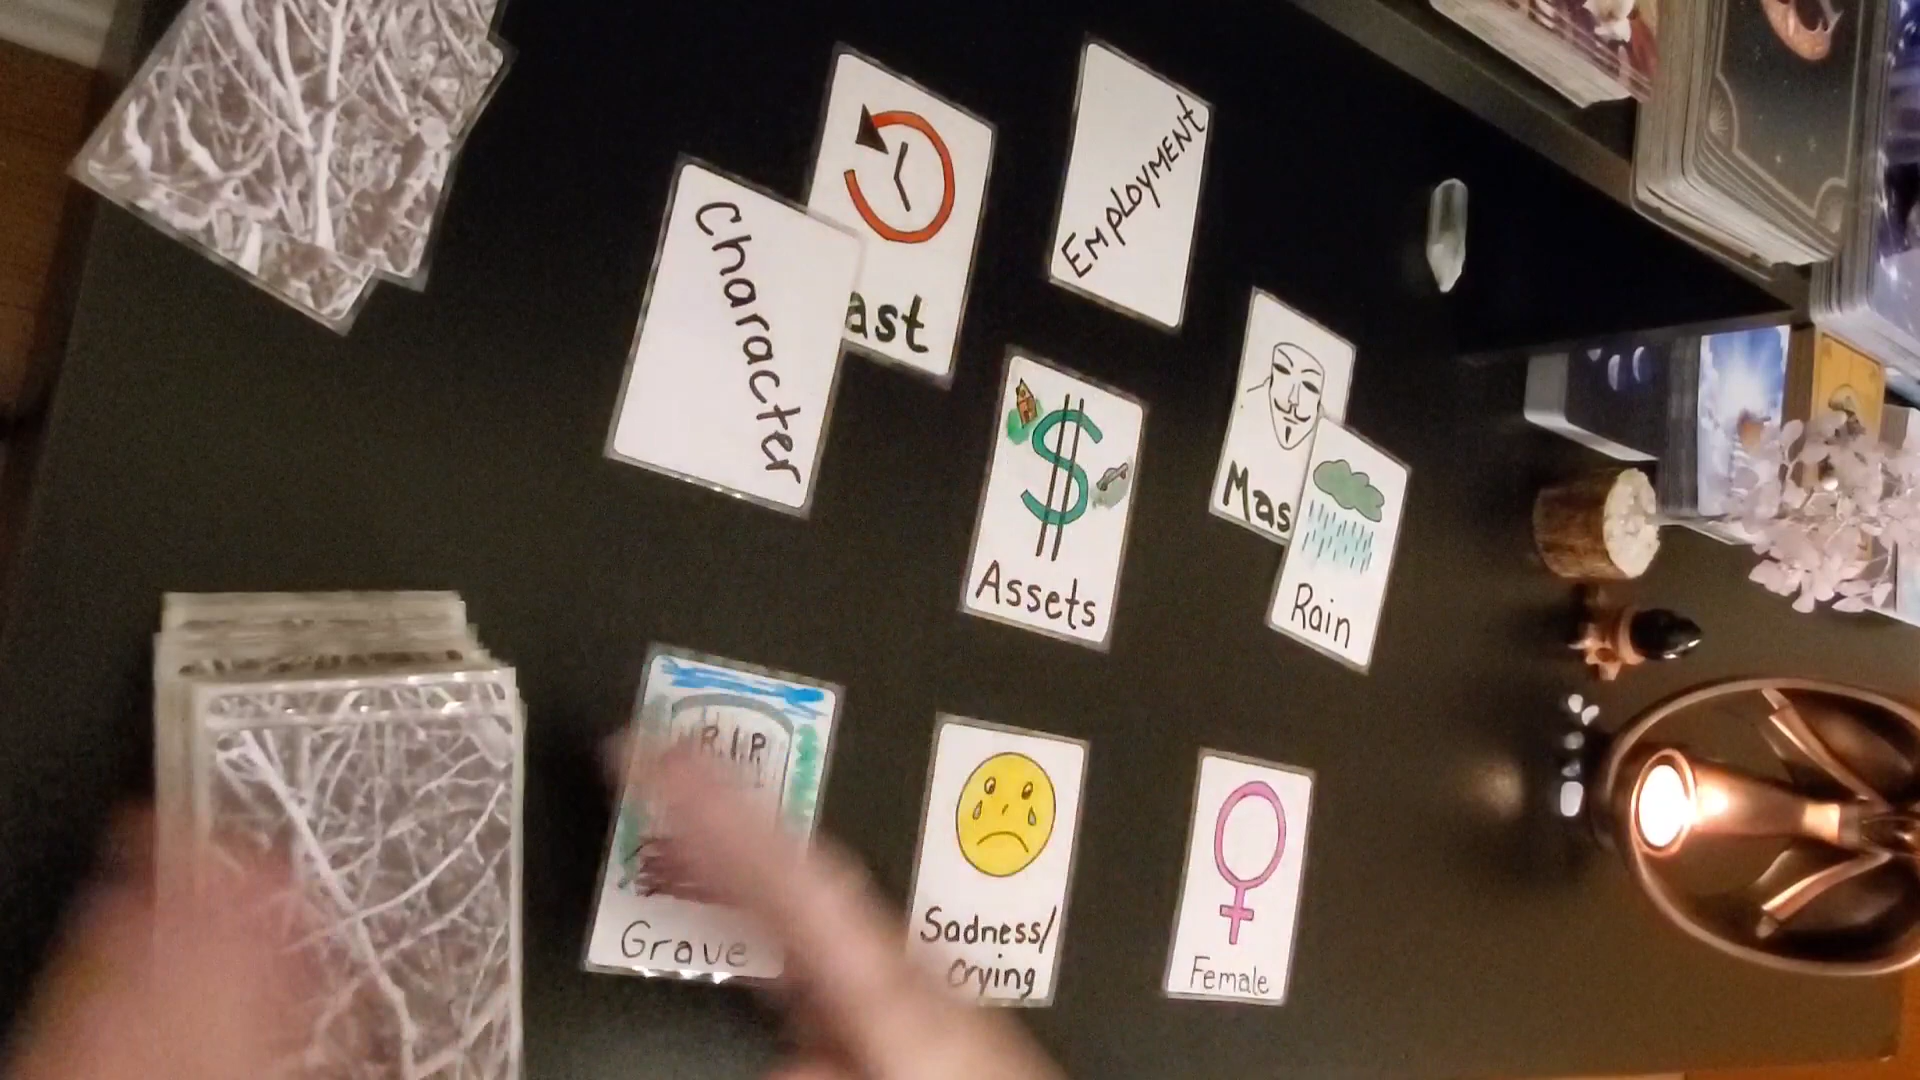 Character
ast
EmployMENt
Assets
Mas
Rain
R.I.P.
Grave
Sadness/
crying
Female